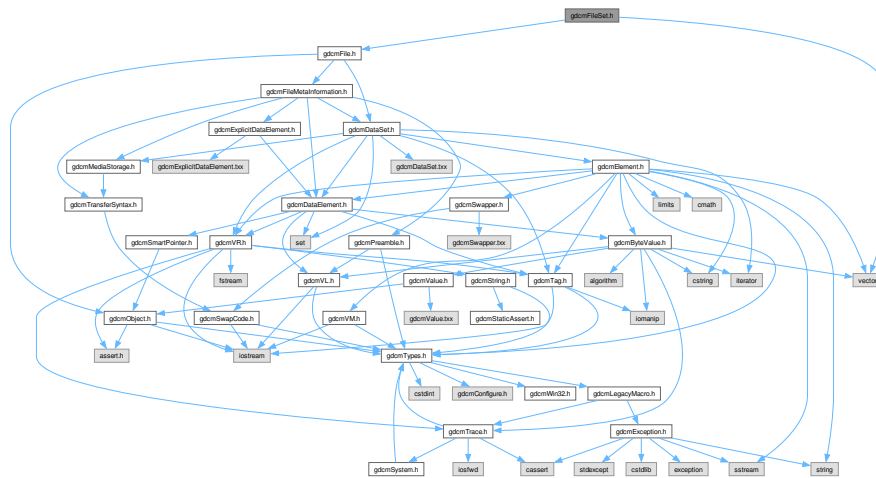 gdcmFileSet.h
gdcmFile.h
gdcmFileMetaInformation.h
gdcmExplicitDataElement.h
gdcmDataSet.h
gdcmMediaStorage.h
gdcmExplicitDataElement.txx
gdcmDataSet.txx
gdcmElement.h
gdcmTransferSyntax.h
gdcmDataElement.h
gdcmSwapper.h
limits
cmath
gdcmSmartPointer.h
gdcmVR.h
set
gdcmPreamble.h
gdcmSwapper.txx
gdcmByteValue.h
fstream
gdcmVL.h
gdcmValue.h
gdcmString.h
gdcmTag.h
algorithm
cstring
iterator
vector
gdcmObject.h
gdcmSwapCode.h
gdcmVM.h
gdcmValue.txx
gdcmStaticAssert.h
iomanip
assert.h
iostream
gdcmTypes.h
cstdint
gdcmConfigure.h
gdcmWin32.h
gdcmLegacyMacro.h
gdcmTrace.h
gdcmException.h
gdcmSystem.h
iosfwd
cassert
stdexcept
cstdlib
exception
sstream
string